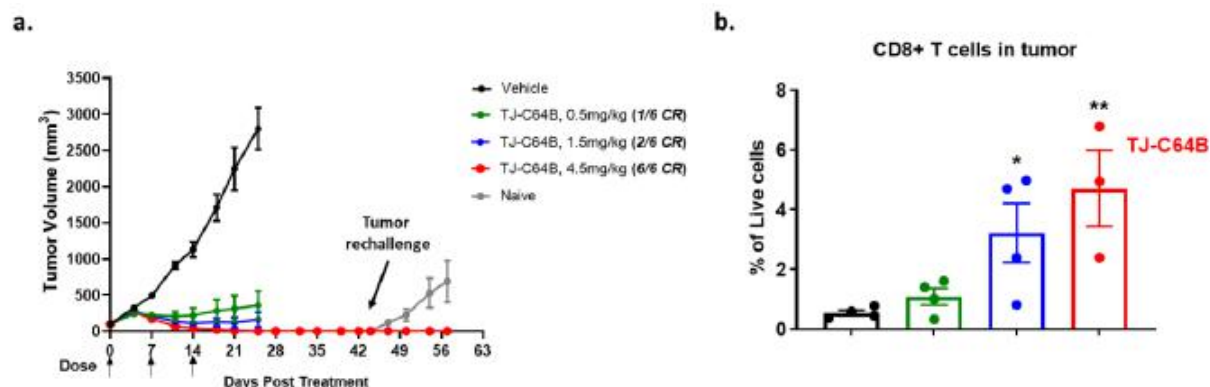 a.
Tumor Volume (mm³)
3500
3000
2500
2000
1500
1000
500
0
0 7 14 21 28 35 42 49 56 63
Dose
Days Post Treatment
Tumor
rechallenge
Vehicle
TJ-C64B, 0.5mg/kg (1/6 CR)
TJ-C64B, 1.5mg/kg (2/6 CR)
TJ-C64B, 4.5mg/kg (6/6 CR)
Naive
b.
CD8+ T cells in tumor
% of Live cells
8
6
4
2
0
*
**
TJ-C64B